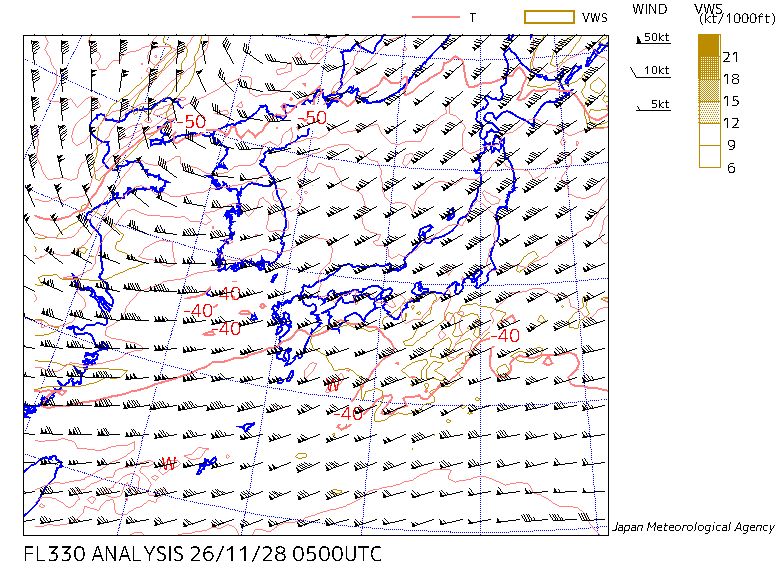 T
VWS
WIND
VWS
(kt/1000ft)
50kt
10kt
5kt
21
18
15
12
9
6
-50
-50
-40
-40
-40
-40
W
-40
W
Japan Meteorological Agency
FL330 ANALYSIS 26/11/28 0500UTC